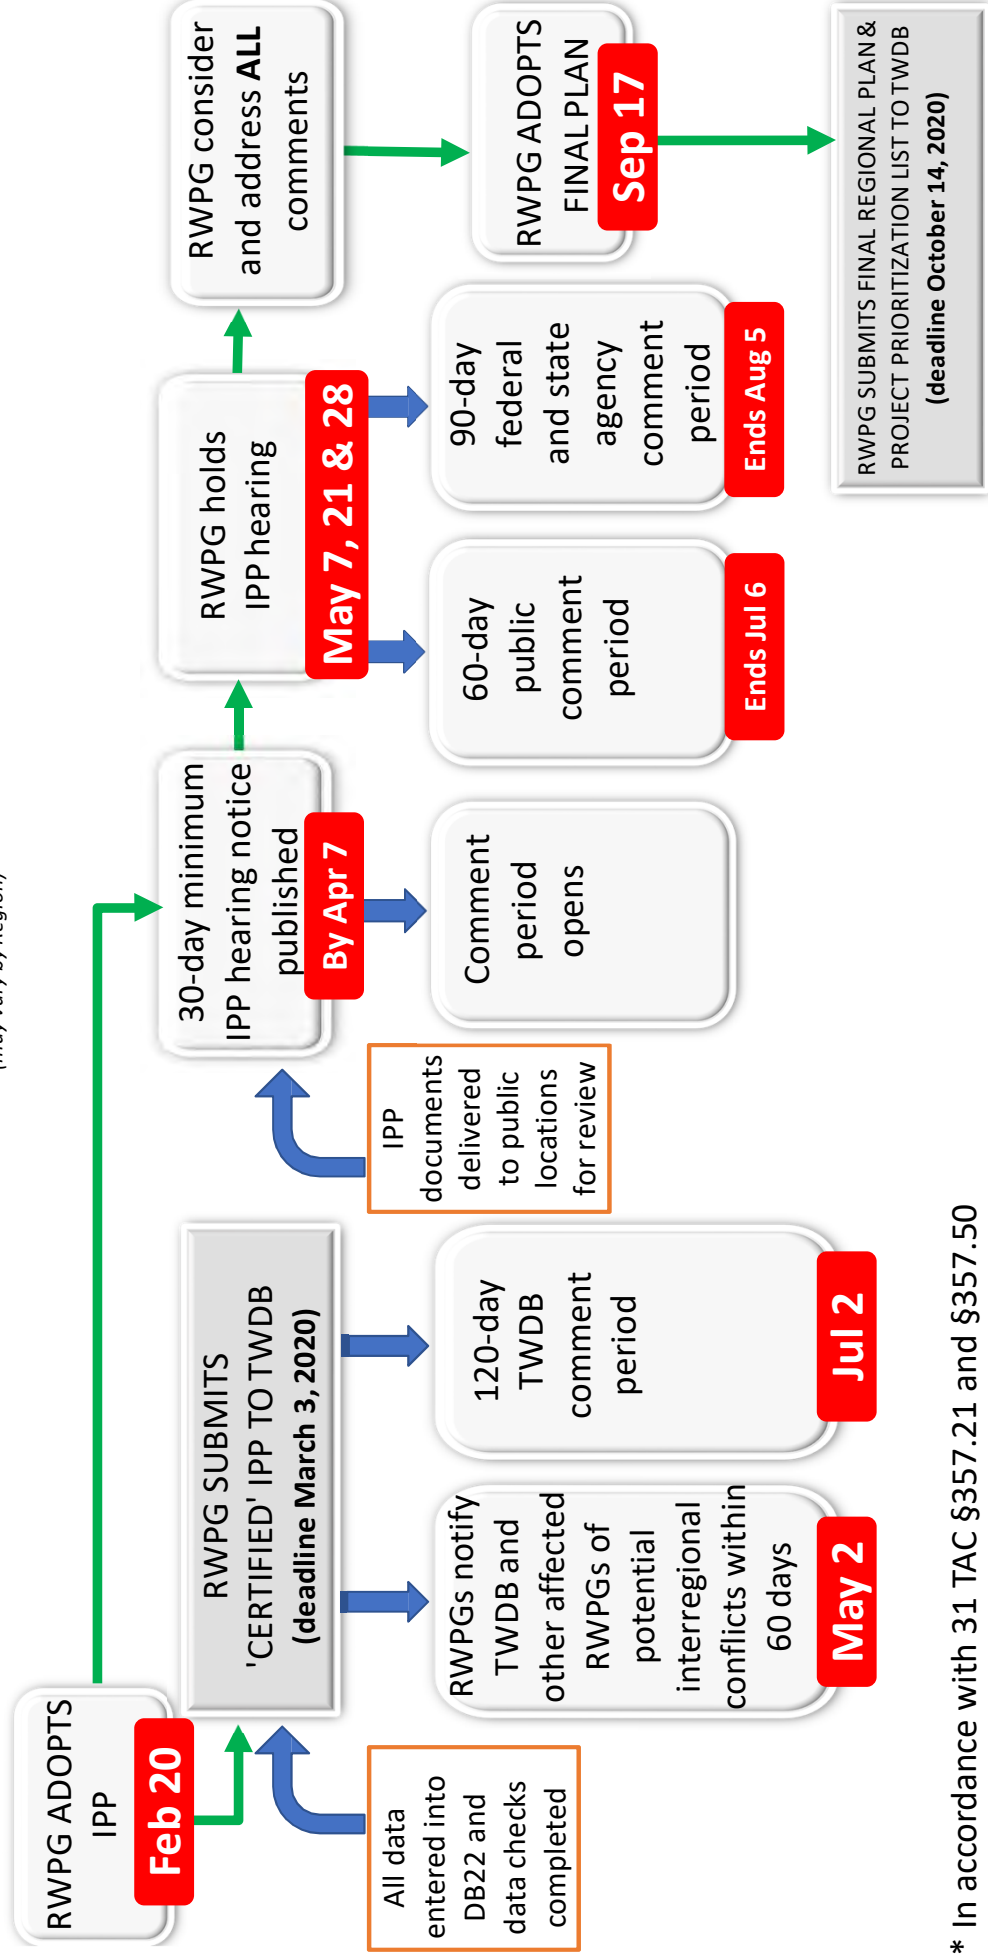 (may vary by Region)
RWPG ADOPTS
IPP
Feb 20
All data
entered into
DB22 and
data checks
completed
RWPG SUBMITS
'CERTIFIED' IPP TO TWDB
(deadline March 3, 2020)
RWPGs notify
TWDB and
other affected
RWPGs of
potential
interregional
conflicts within
60 days
May 2
120-day
TWDB
comment
period
Jul 2
IPP
documents
delivered
to public
locations
for review
30-day minimum
IPP hearing notice
published
By Apr 7
Comment
period
opens
RWPG holds
IPP hearing
May 7, 21 & 28
60-day
public
comment
period
Ends Jul 6
90-day
federal
and state
agency
comment
period
Ends Aug 5
RWPG consider
and address ALL
comments
RWPG ADOPTS
FINAL PLAN
Sep 17
RWPG SUBMITS FINAL REGIONAL PLAN &
PROJECT PRIORITIZATION LIST TO TWDB
(deadline October 14, 2020)
* In accordance with 31 TAC §357.21 and §357.50